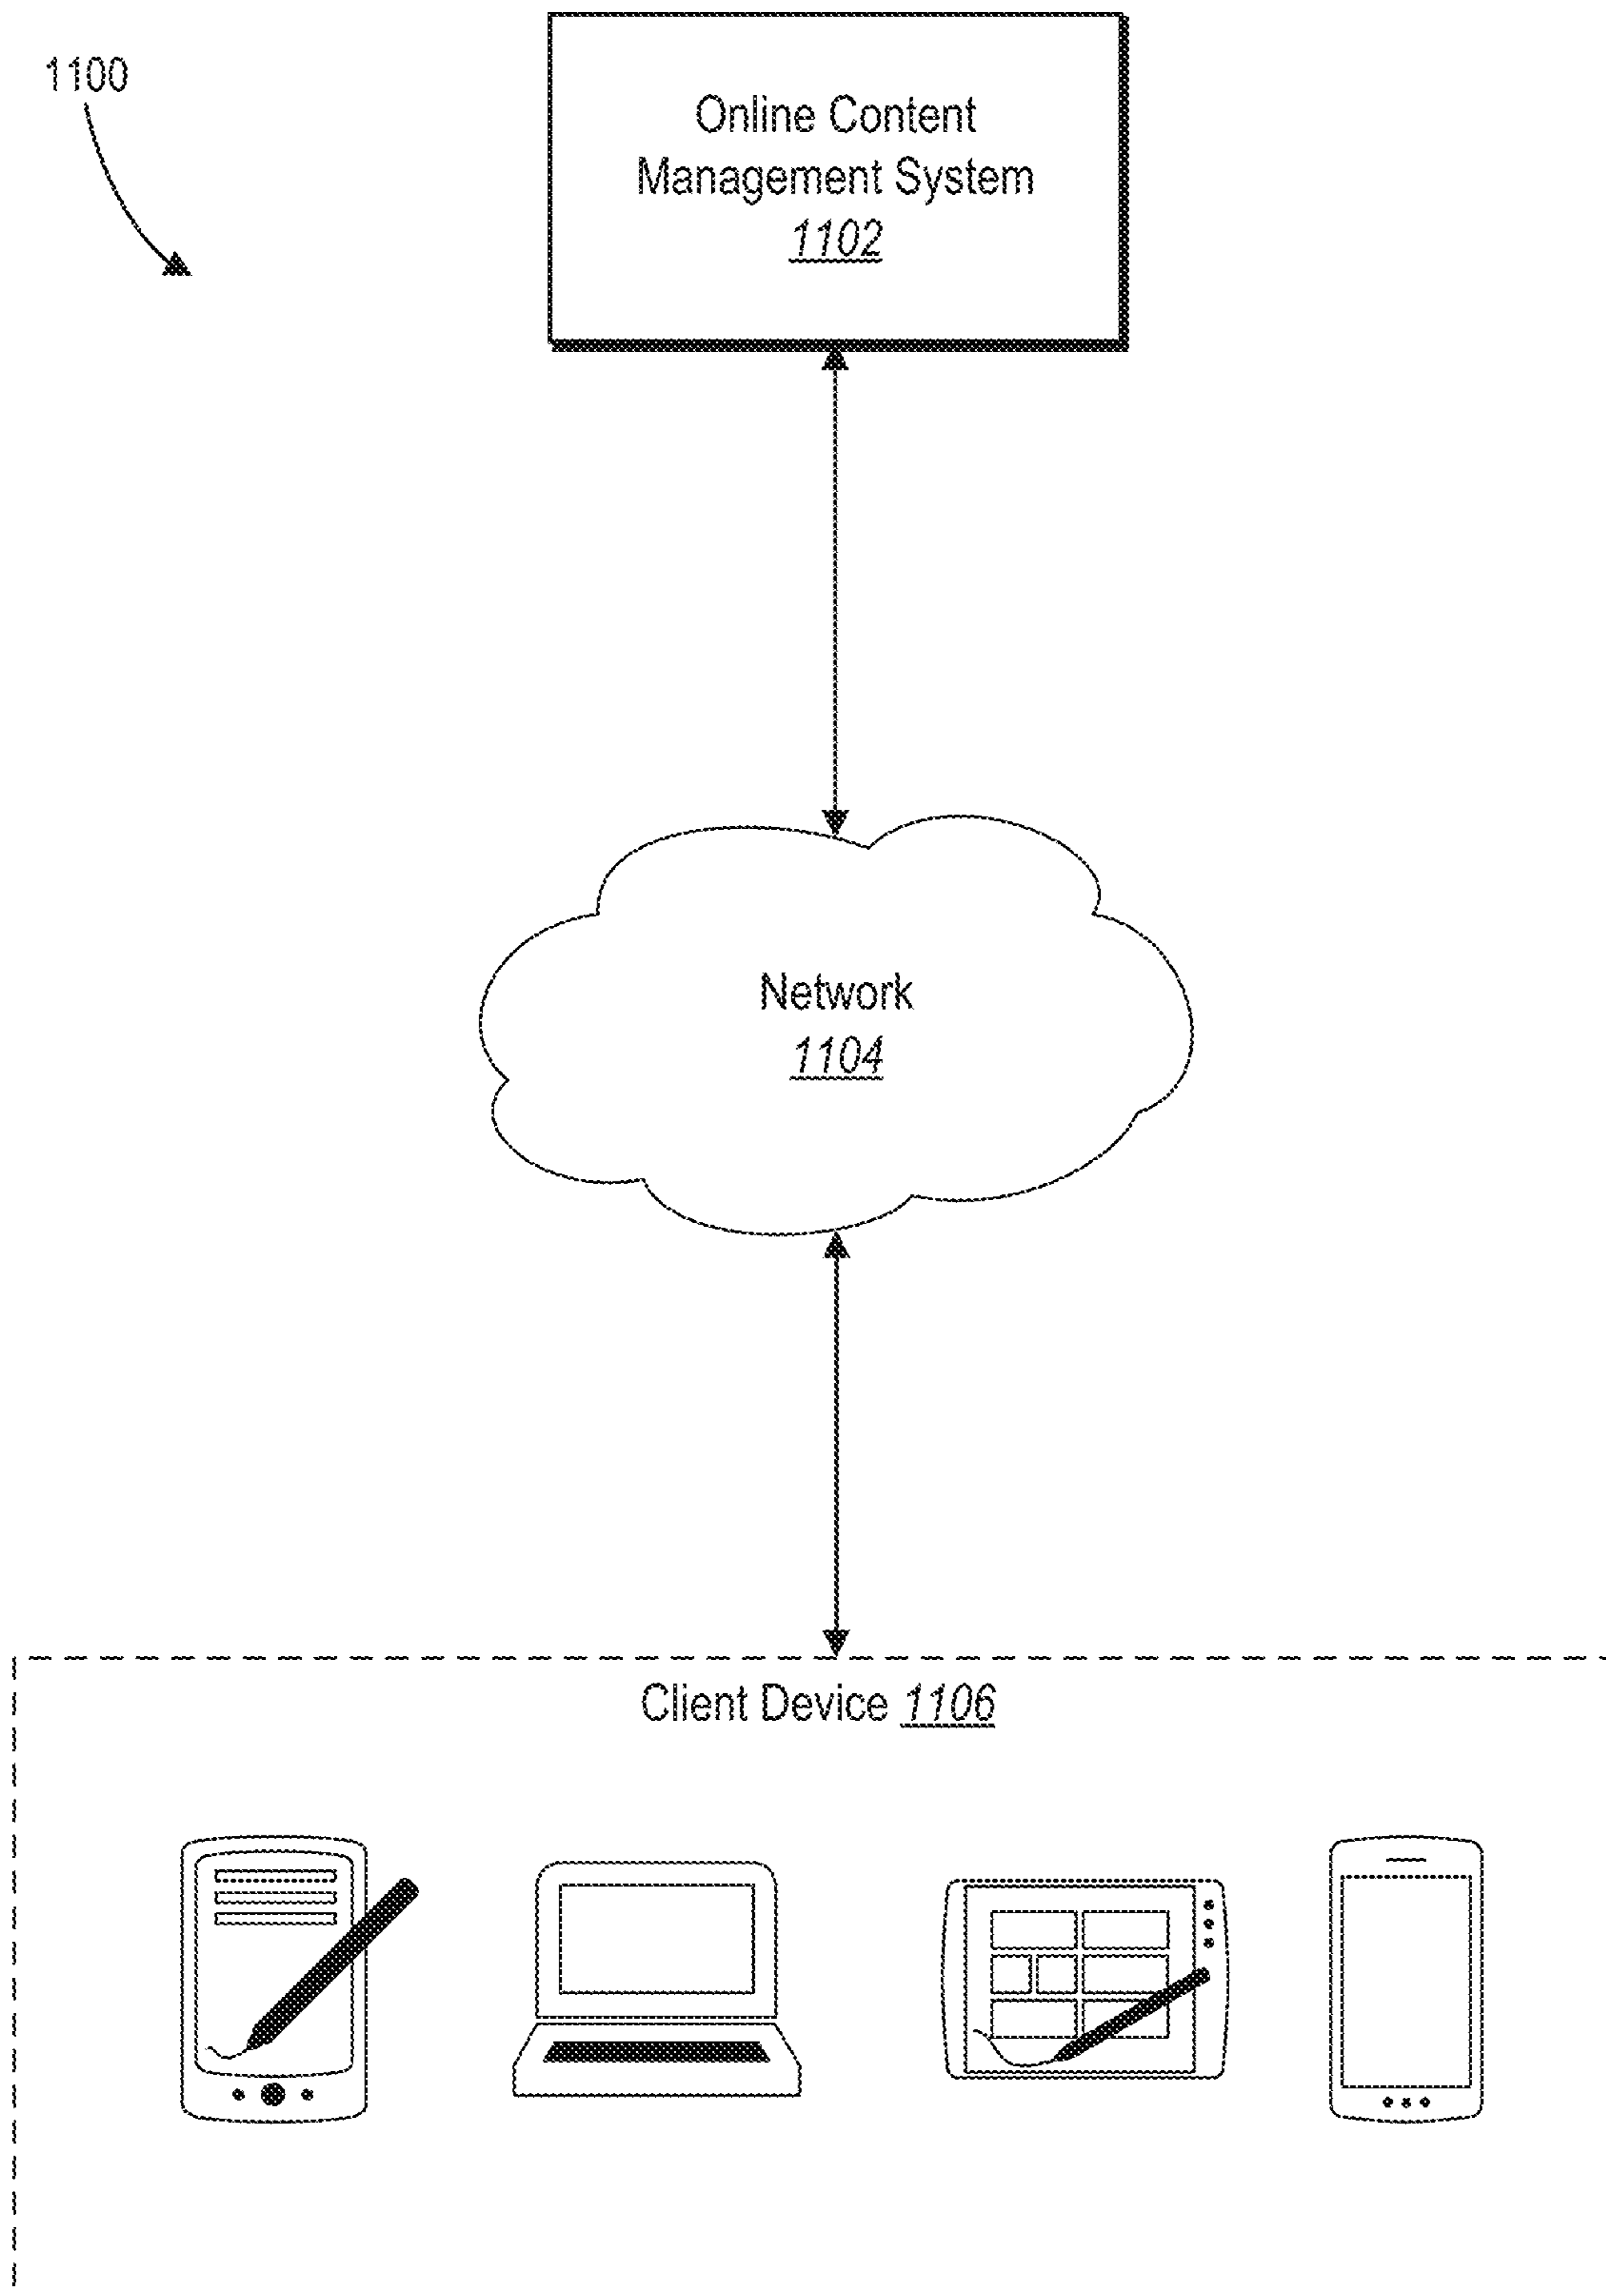 1100
Online Content
Management System
1102
Network
1104
Client Device 1106